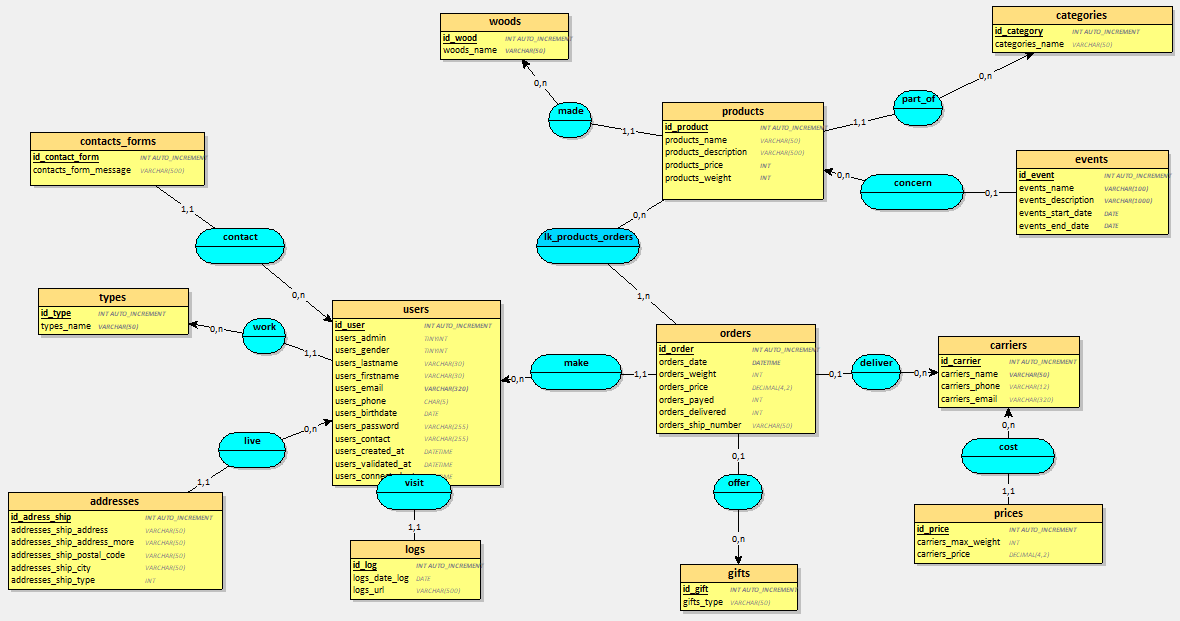 woods
id_wood INT AUTO_INCREMENT
woods_name VARCHAR(50)
categories
id_category INT AUTO_INCREMENT
categories_name VARCHAR(50)
0,n
0,n
part_of
made
1,1
1,1
products
id_product INT AUTO_INCREMENT
products_name VARCHAR(50)
products_description VARCHAR(500)
products_price INT
products_weight INT
contacts_forms
id_contact_form INT AUTO_INCREMENT
contacts_form_message VARCHAR(500)
events
id_event INT AUTO_INCREMENT
events_name VARCHAR(100)
events_description VARCHAR(1000)
events_start_date DATE
events_end_date DATE
0,n
concern
0,1
1,1
contact
0,n
0,n
lk_products_orders
1,n
types
id_type INT AUTO_INCREMENT
types_name VARCHAR(50)
0,n
work
1,1
users
id_user INT AUTO_INCREMENT
users_admin TINYINT
users_gender TINYINT
users_lastname VARCHAR(30)
users_firstname VARCHAR(30)
users_email VARCHAR(320)
users_phone CHAR(5)
users_birthdate DATE
users_password VARCHAR(255)
users_contact VARCHAR(255)
users_created_at DATETIME
users_validated_at DATETIME
0,n
make
1,1
orders
id_order INT AUTO_INCREMENT
orders_date DATETIME
orders_weight INT
orders_price DECIMAL(4,2)
orders_payed INT
orders_delivered INT
orders_ship_number VARCHAR(50)
0,1
deliver
0,n
carriers
id_carrier INT AUTO_INCREMENT
carriers_name VARCHAR(50)
carriers_phone VARCHAR(12)
carriers_email VARCHAR(320)
0,n
cost
1,1
prices
id_price INT AUTO_INCREMENT
carriers_max_weight INT
carriers_price DECIMAL(4,2)
0,n
live
1,1
addresses
id_adress_ship INT AUTO_INCREMENT
addresses_ship_address VARCHAR(50)
addresses_ship_address_more VARCHAR(50)
addresses_ship_postal_code VARCHAR(50)
addresses_ship_city VARCHAR(50)
addresses_ship_type INT
visit
1,1
logs
id_log INT AUTO_INCREMENT
logs_date_log DATE
logs_url VARCHAR(500)
0,1
offer
0,n
gifts
id_gift INT AUTO_INCREMENT
gifts_type VARCHAR(50)